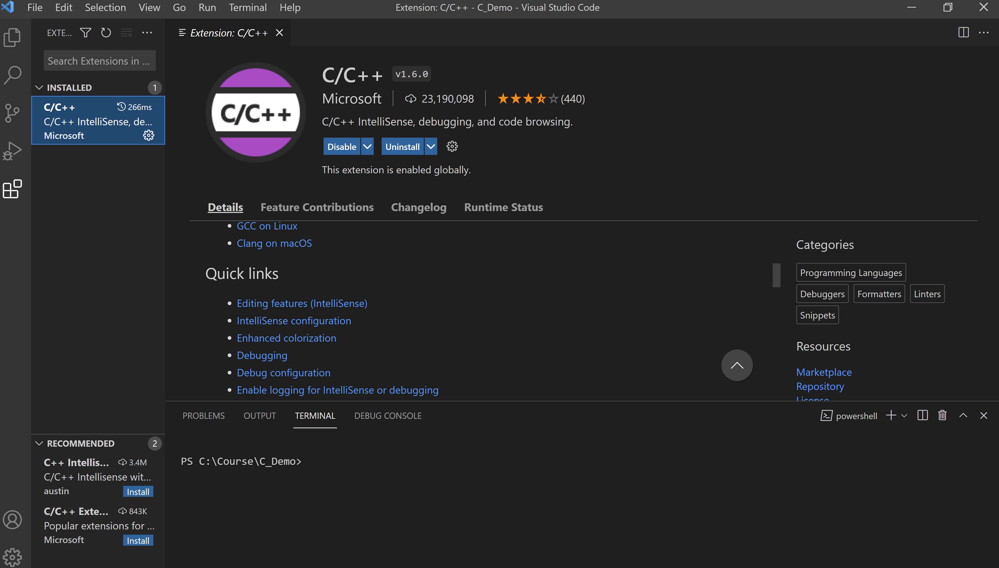 File Edit Selection View Go Run Terminal Help Extension: C/C++ - C_Demo - Visual Studio Code
EXTE...
Search Extensions in ...
INSTALLED 1
C/C++ 266ms
C/C++ IntelliSense, de...
Microsoft
RECOMMENDED 2
C++ Intellis... 3.4M
C/C++ Intellisense wit...
austin Install
C/C++ Exte... 843K
Popular extensions for ...
Microsoft Install
Extension: C/C++
C/C++
C/C++ v1.6.0
Microsoft 23,190,098 (440)
C/C++ IntelliSense, debugging, and code browsing.
Disable Uninstall
This extension is enabled globally.
Details Feature Contributions Changelog Runtime Status
GCC on Linux
Clang on macOS
Quick links
Editing features (IntelliSense)
IntelliSense configuration
Enhanced colorization
Debugging
Debug configuration
Enable logging for IntelliSense or debugging
Categories
Programming Languages
Debuggers Formatters Linters
Snippets
Resources
Marketplace
Repository
License
PROBLEMS OUTPUT TERMINAL DEBUG CONSOLE powershell
PS C:\Course\C_Demo>